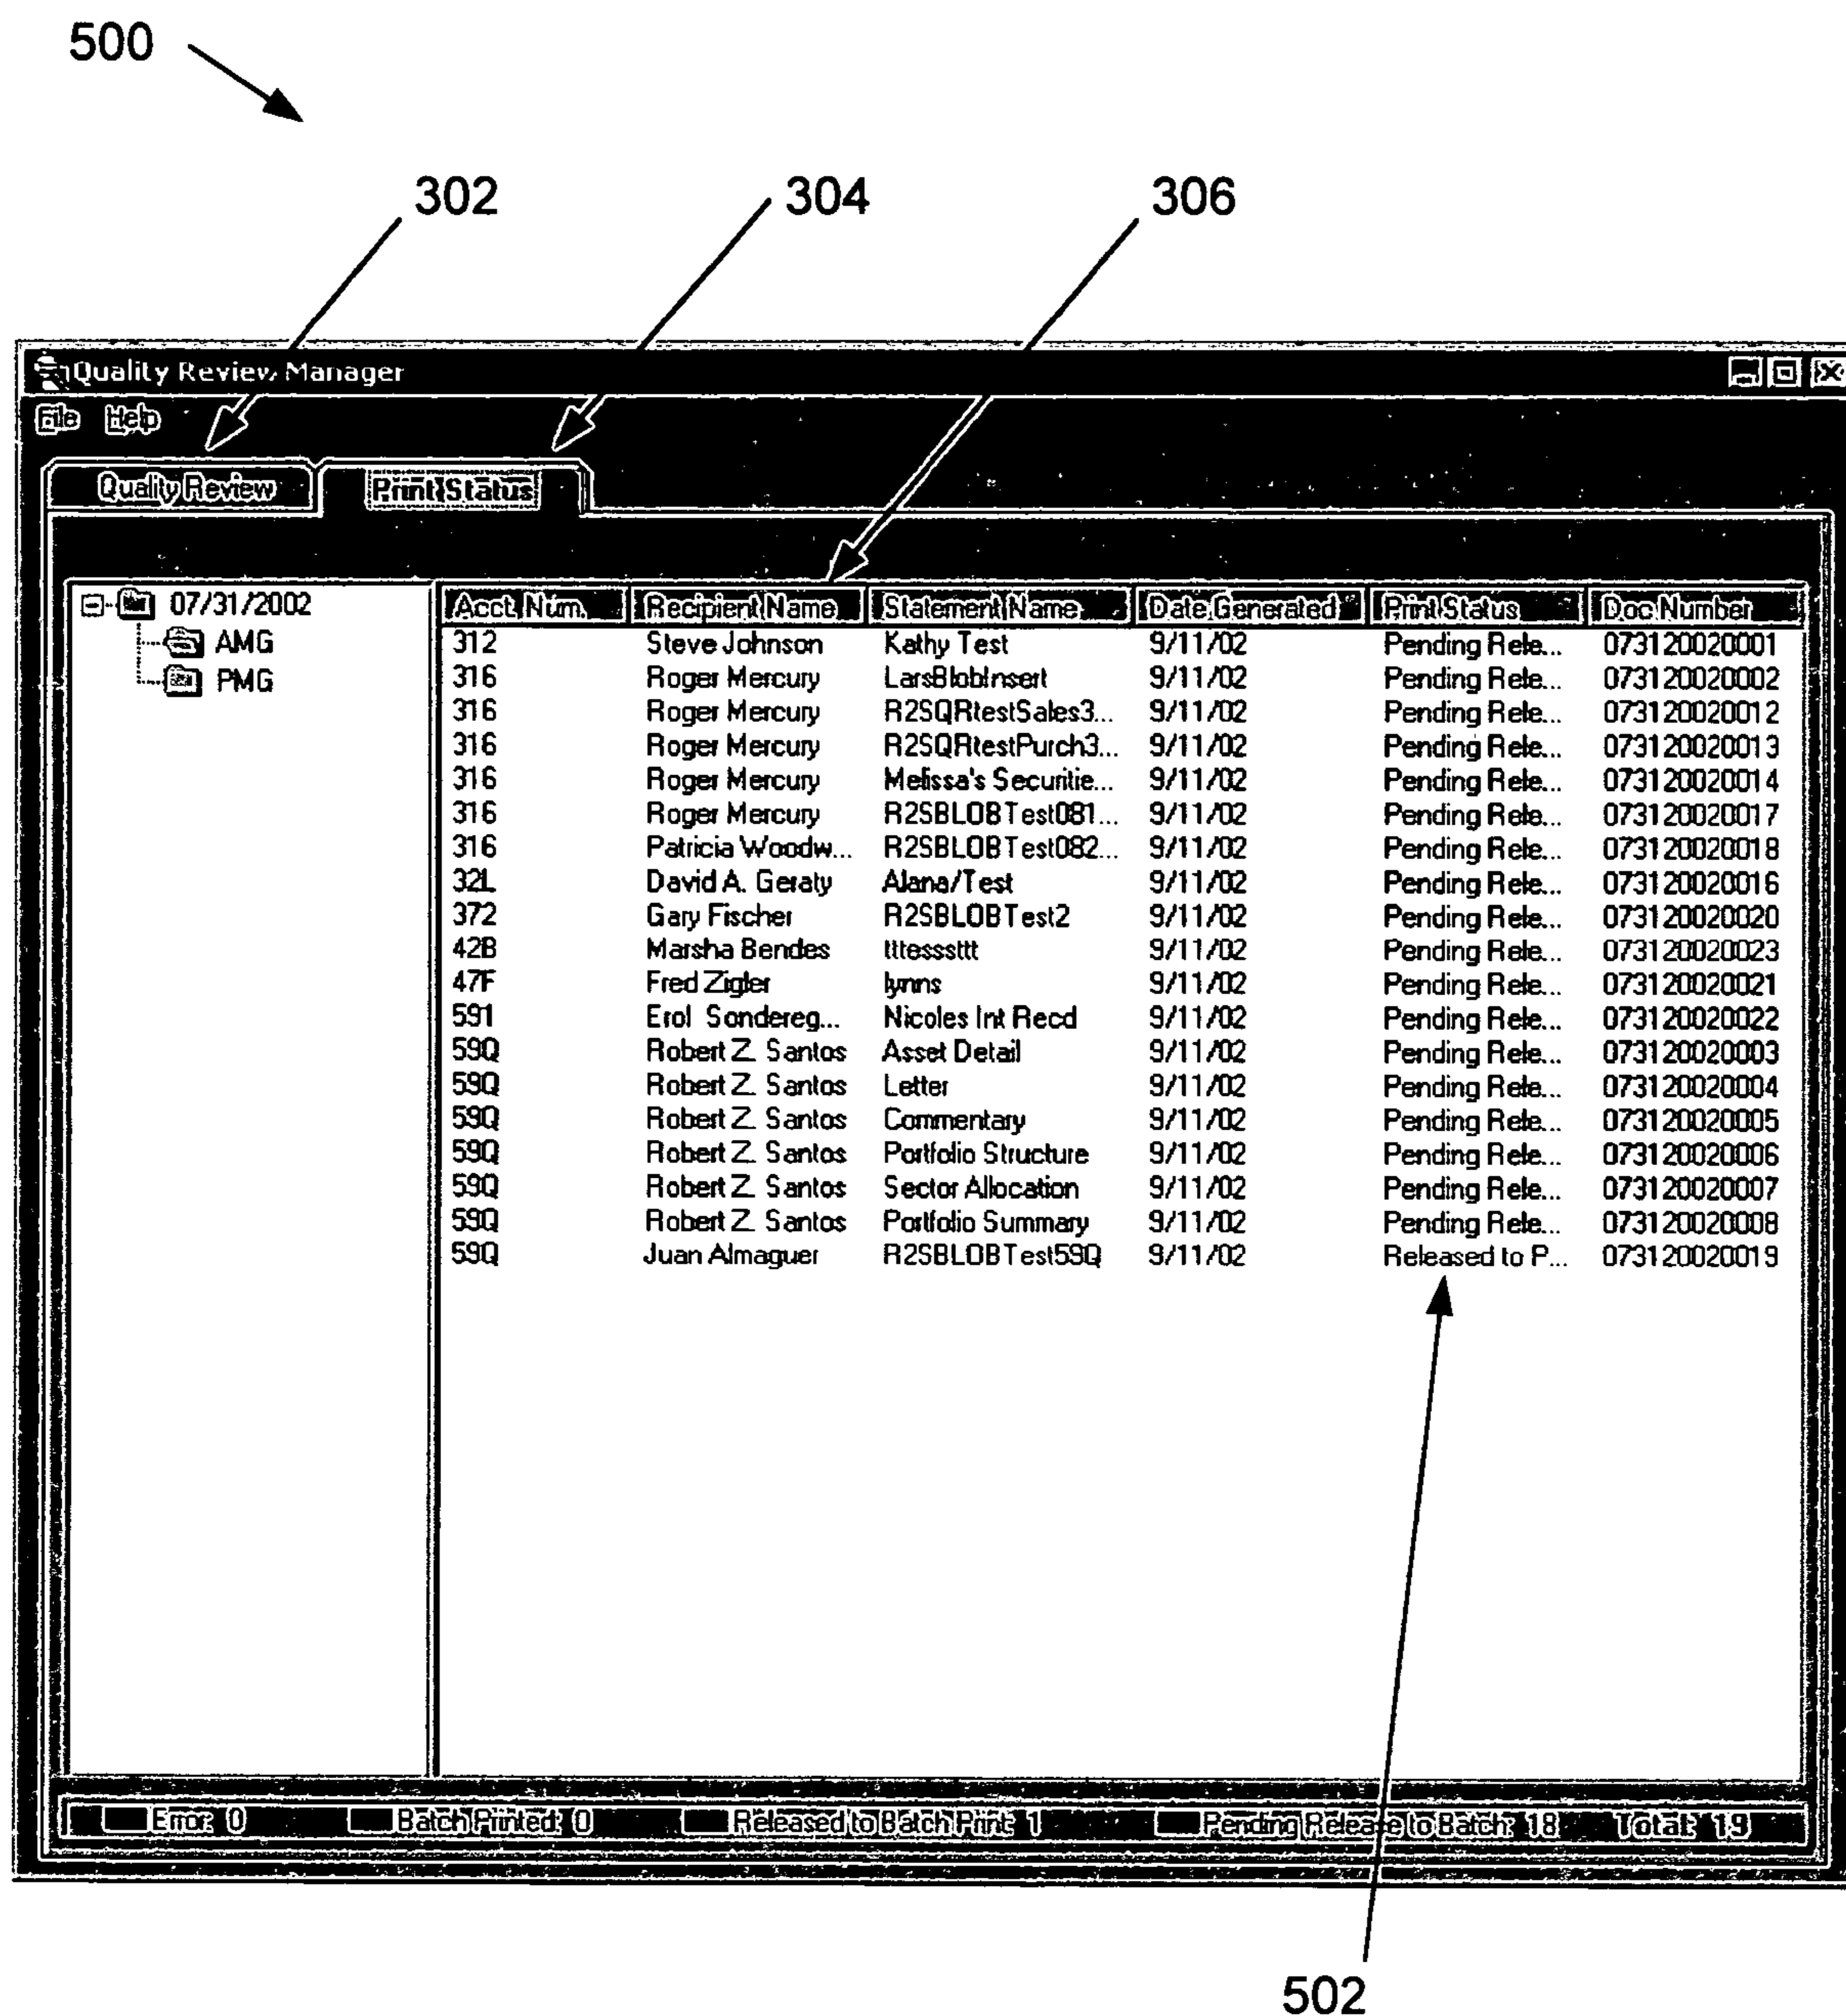 500
302 304 306
Quality Review Manager
File Help
Quality Review Print Status
07/31/2002
AMG
PMG
Acct. Num. Recipient Name Statement Name Date Generated Print Status Doc Number
312 Steve Johnson Kathy Test 9/11/02 Pending Rele... 073120020001
316 Roger Mercury LarsBlobInsert 9/11/02 Pending Rele... 073120020002
316 Roger Mercury R2SQRtestSales3... 9/11/02 Pending Rele... 073120020012
316 Roger Mercury R2SQRtestPurch3... 9/11/02 Pending Rele... 073120020013
316 Roger Mercury Melissa's Securitie... 9/11/02 Pending Rele... 073120020014
316 Roger Mercury R2SBLOBTest081... 9/11/02 Pending Rele... 073120020017
316 Patricia Woodw... R2SBLOBTest082... 9/11/02 Pending Rele... 073120020018
32L David A. Geraty Alana/Test 9/11/02 Pending Rele... 073120020016
372 Gary Fischer R2SBLOBTest2 9/11/02 Pending Rele... 073120020020
42B Marsha Bendes tttesssttt 9/11/02 Pending Rele... 073120020023
47F Fred Zigler lynns 9/11/02 Pending Rele... 073120020021
591 Erol Sondereg... Nicoles Int Recd 9/11/02 Pending Rele... 073120020022
59Q Robert Z. Santos Asset Detail 9/11/02 Pending Rele... 073120020003
59Q Robert Z. Santos Letter 9/11/02 Pending Rele... 073120020004
59Q Robert Z. Santos Commentary 9/11/02 Pending Rele... 073120020005
59Q Robert Z. Santos Portfolio Structure 9/11/02 Pending Rele... 073120020006
59Q Robert Z. Santos Sector Allocation 9/11/02 Pending Rele... 073120020007
59Q Robert Z. Santos Portfolio Summary 9/11/02 Pending Rele... 073120020008
59Q Juan Almaguer R2SBLOBTest59Q 9/11/02 Released to P... 073120020019
Error: 0 Batch Printed: 0 Released to Batch Print: 1 Pending Release to Batch: 18 Total: 19
502